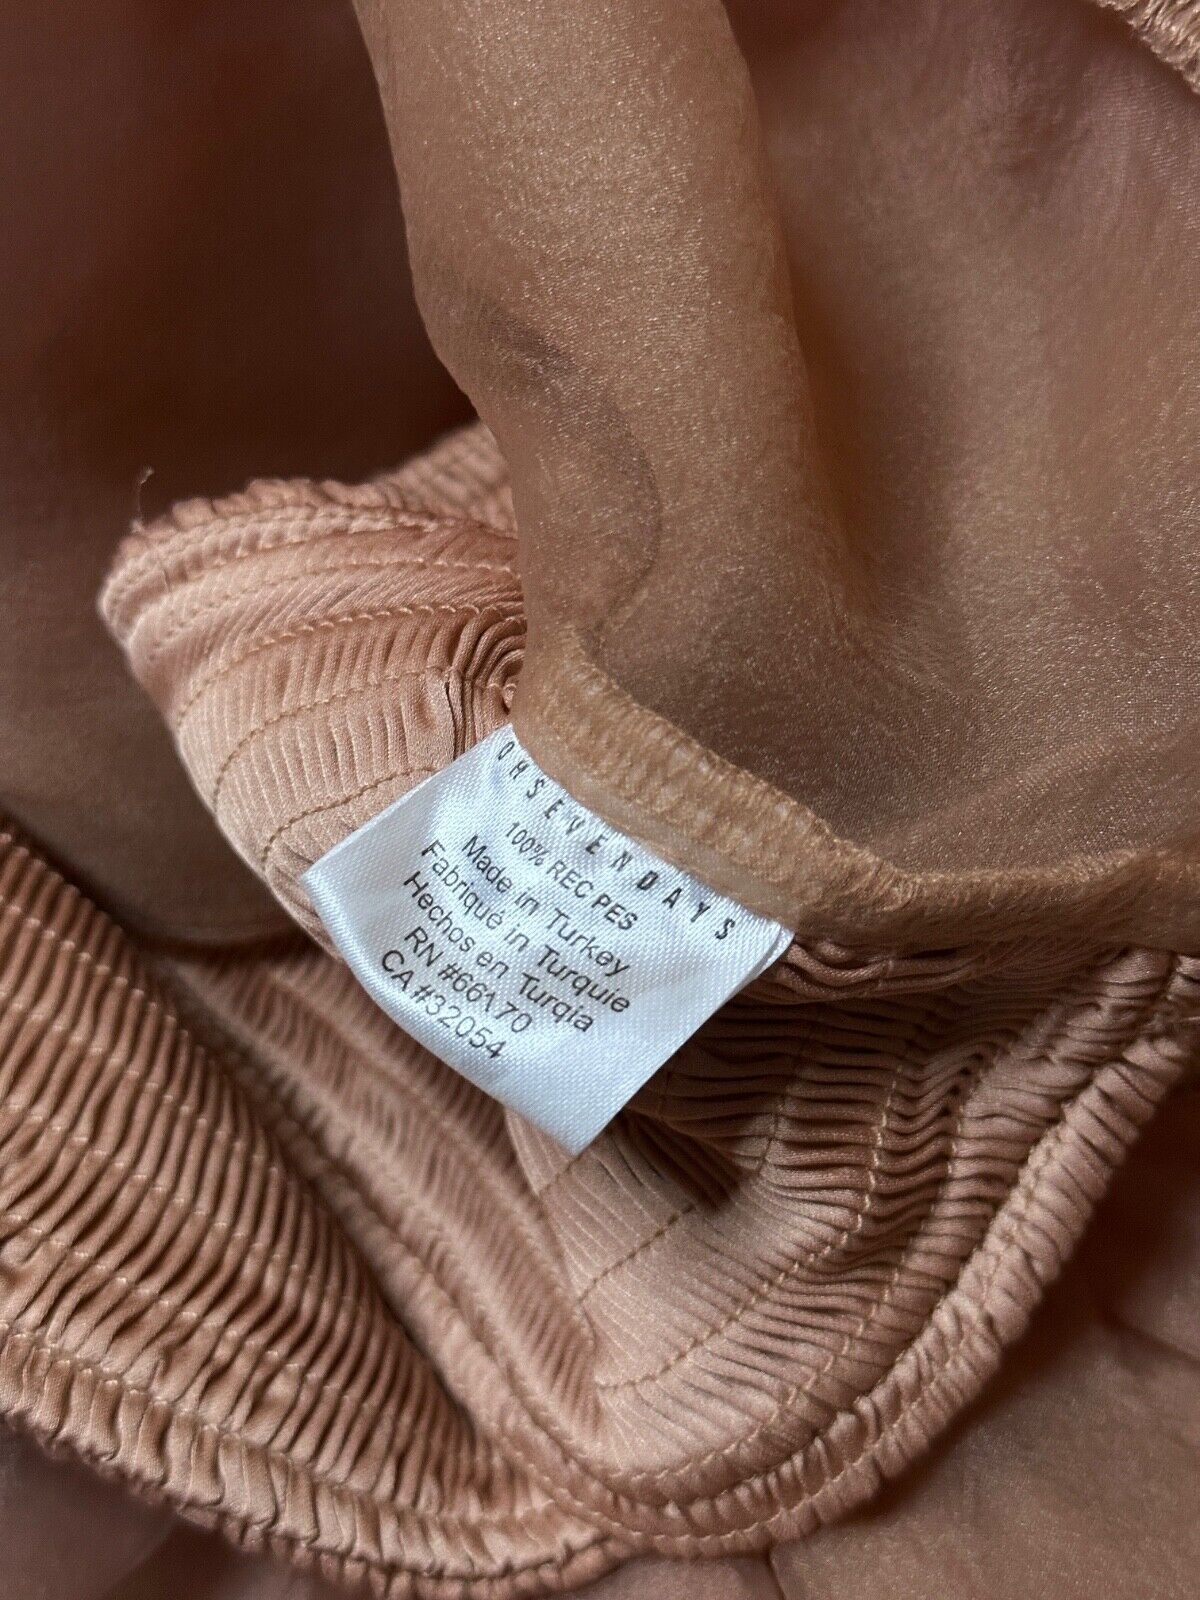 OHSEVENDAYS
100% REC PES
Made in Turkey
Fabriqué in Turquie
Hechos en Turqia
RN #66170
CA #32054